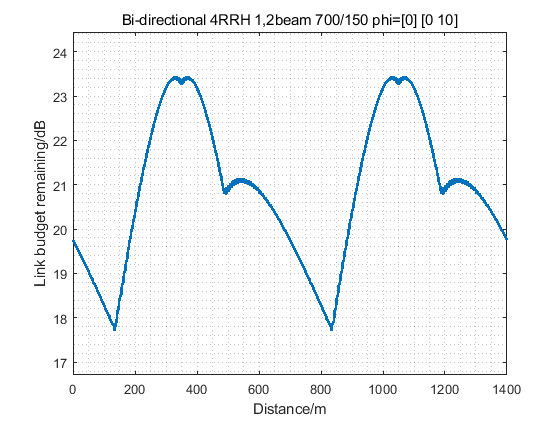 Bi-directional 4RRH 1,2beam 700/150 phi=[0] [0 10]
Link budget remaining/dB
24
23
22
21
20
19
18
17
0 200 400 600 800 1000 1200 1400
Distance/m